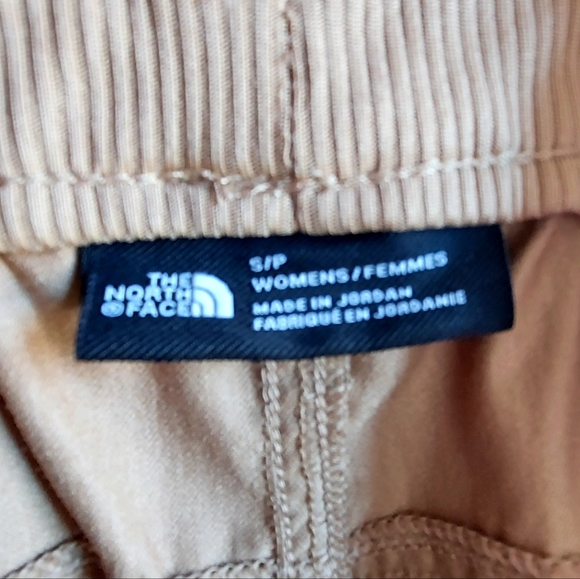 THE
NORTH
FACE
S/P
WOMENS/FEMMES
MADE IN JORDAN
FABRIQUÉ EN JORDANIE